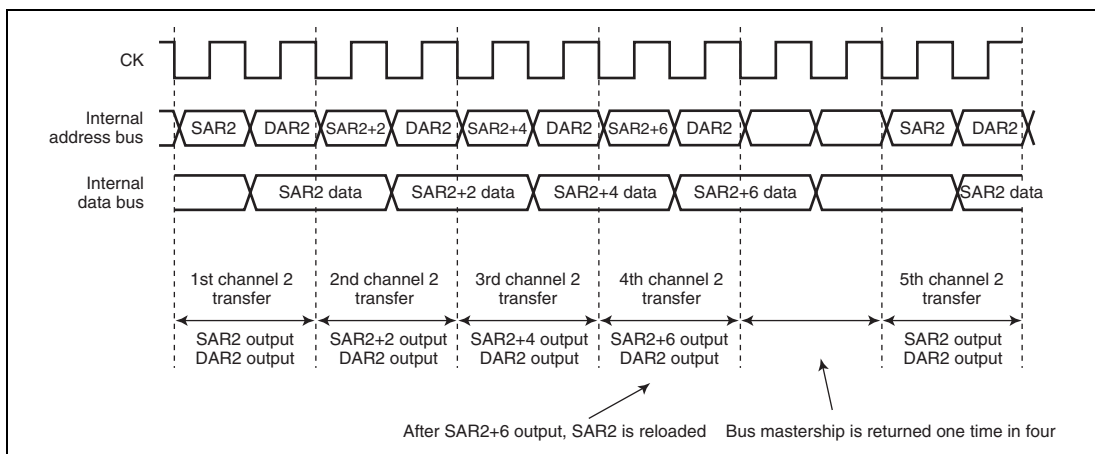 CK
Internal
address bus
SAR2 DAR2 SAR2+2 DAR2 SAR2+4 DAR2 SAR2+6 DAR2 SAR2 DAR2
Internal
data bus
SAR2 data SAR2+2 data SAR2+4 data SAR2+6 data SAR2 data
1st channel 2
transfer
2nd channel 2
transfer
3rd channel 2
transfer
4th channel 2
transfer
5th channel 2
transfer
SAR2 output
DAR2 output
SAR2+2 output
DAR2 output
SAR2+4 output
DAR2 output
SAR2+6 output
DAR2 output
SAR2 output
DAR2 output
After SAR2+6 output, SAR2 is reloaded
Bus mastership is returned one time in four